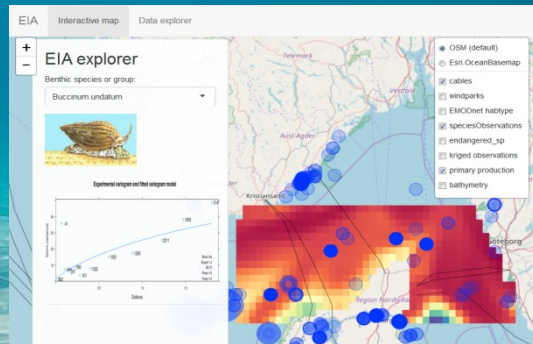 EIA
Interactive map
Data explorer
+
−
EIA explorer
Benthic species or group:
Buccinum undatum
Experimental variogram and fitted variogram model
Distance
OSM (default)
Esri.OceanBasemap
cables
windparks
EMODnet habtype
speciesObservations
endangered_sp
kriged observations
primary production
bathymetry
Telemark
Vestfold
Aust-Agder
Kristiansand
Göteborg